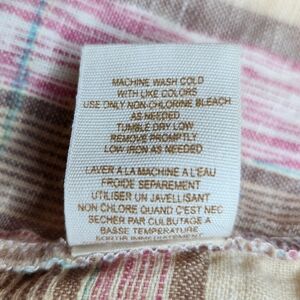 MACHINE WASH COLD
WITH LIKE COLORS
USE ONLY NON-CHLORINE BLEACH
AS NEEDED
TUMBLE DRY LOW
REMOVE PROMPTLY
LOW IRON AS NEEDED
LAVER A LA MACHINE A L'EAU
FROIDE SEPAREMENT
UTILISER UN JAVELLISANT
NON CHLORE QUAND C'EST NEC
SECHER PAR CULBUTAGE A
BASSE TEMPERATURE
SORTIR IMMEDIATEMENT